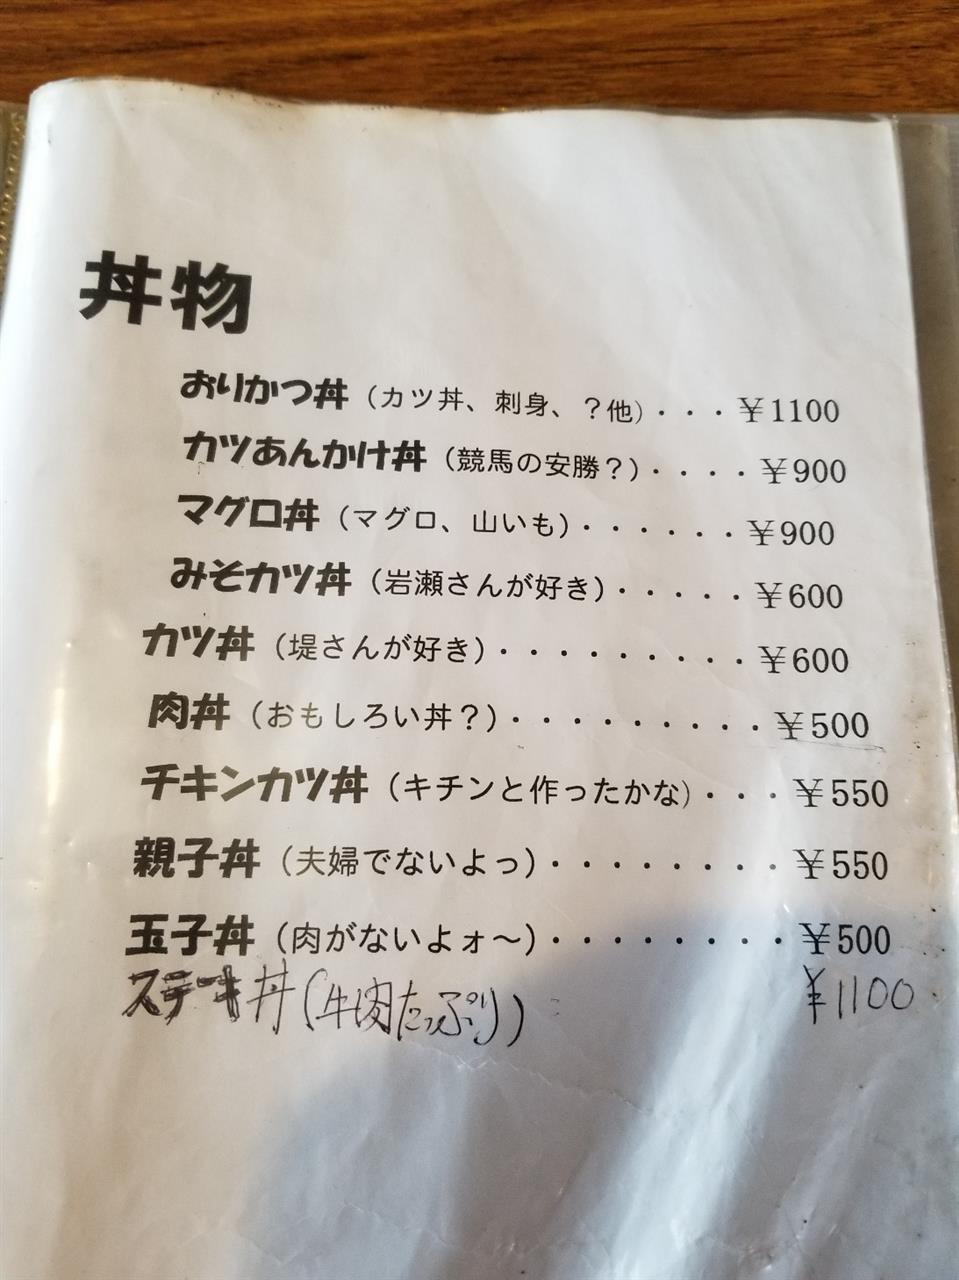 丼物
おりかつ丼(カツ丼、刺身、?他)・・・¥1100
カツあんかけ丼(競馬の安勝?)・・・・¥900
マグロ丼(マグロ、山いも)・・・・・・¥900
みそカツ丼(岩瀬さんが好き)・・・・・¥600
カツ丼(堤さんが好き)・・・・・・・・・¥600
肉丼(おもしろい丼?)・・・・・・・・・¥500
チキンカツ丼(キチンと作ったかな)・・・¥550
親子丼(夫婦でないよっ)・・・・・・・・¥550
玉子丼(肉がないよォ〜)・・・・・・・・¥500
ステーキ丼(牛肉たっぷり) ¥1100